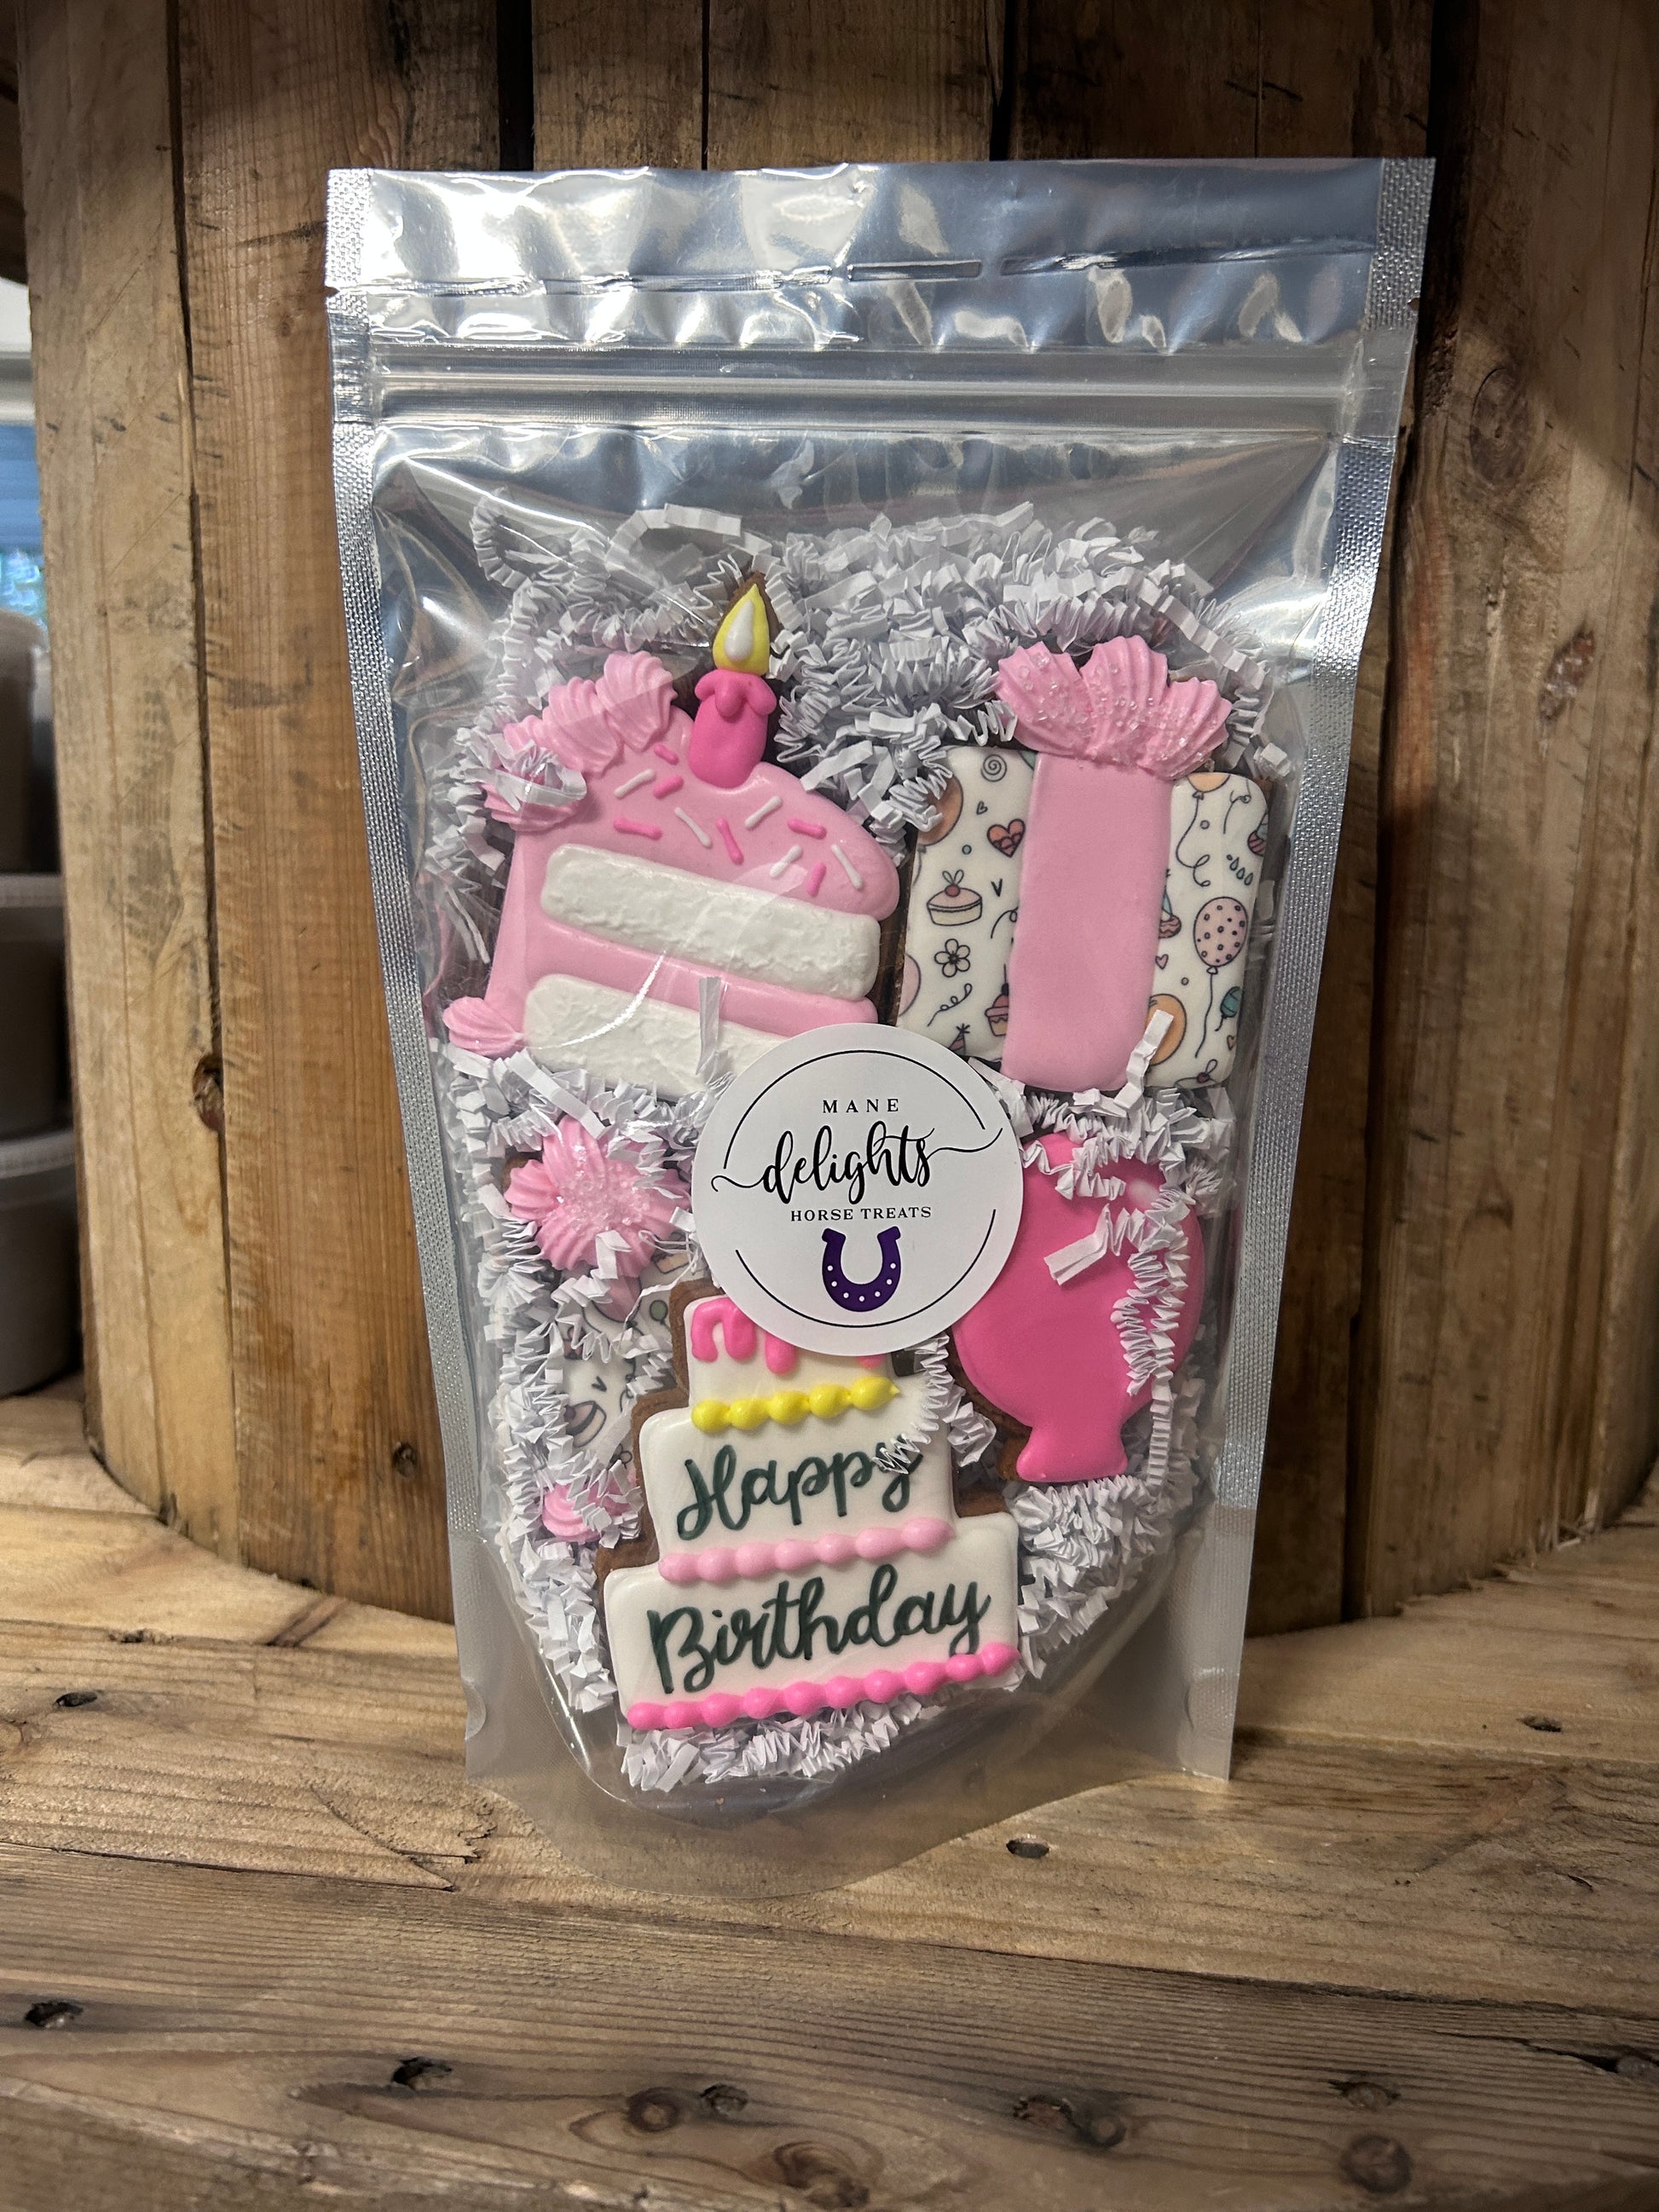 MANE
delights
HORSE TREATS
Happy
Birthday